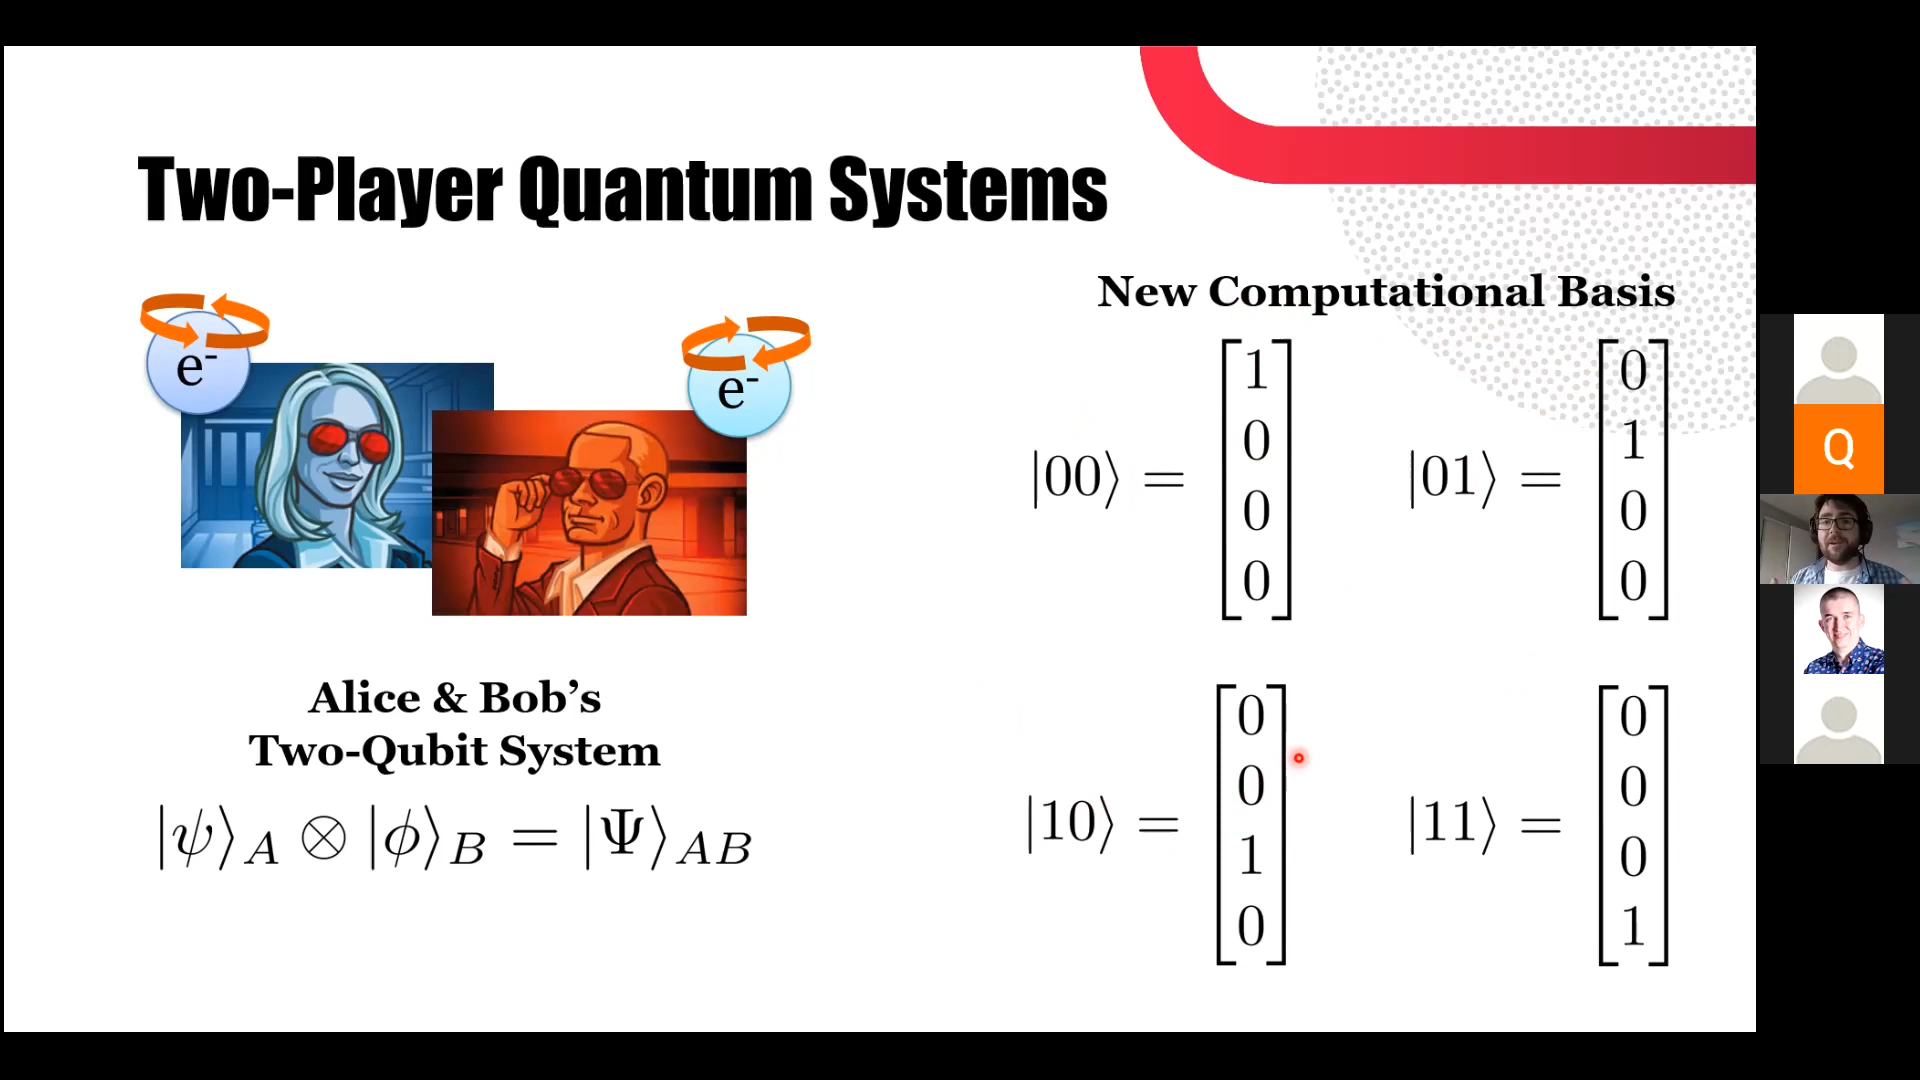 Two-Player Quantum Systems
e⁻
e⁻
Alice & Bob’s
Two-Qubit System
|ψ⟩_A ⊗ |ϕ⟩_B = |Ψ⟩_AB
New Computational Basis
|00⟩ = [1 0 0 0]
|01⟩ = [0 1 0 0]
|10⟩ = [0 0 1 0]
|11⟩ = [0 0 0 1]
Q